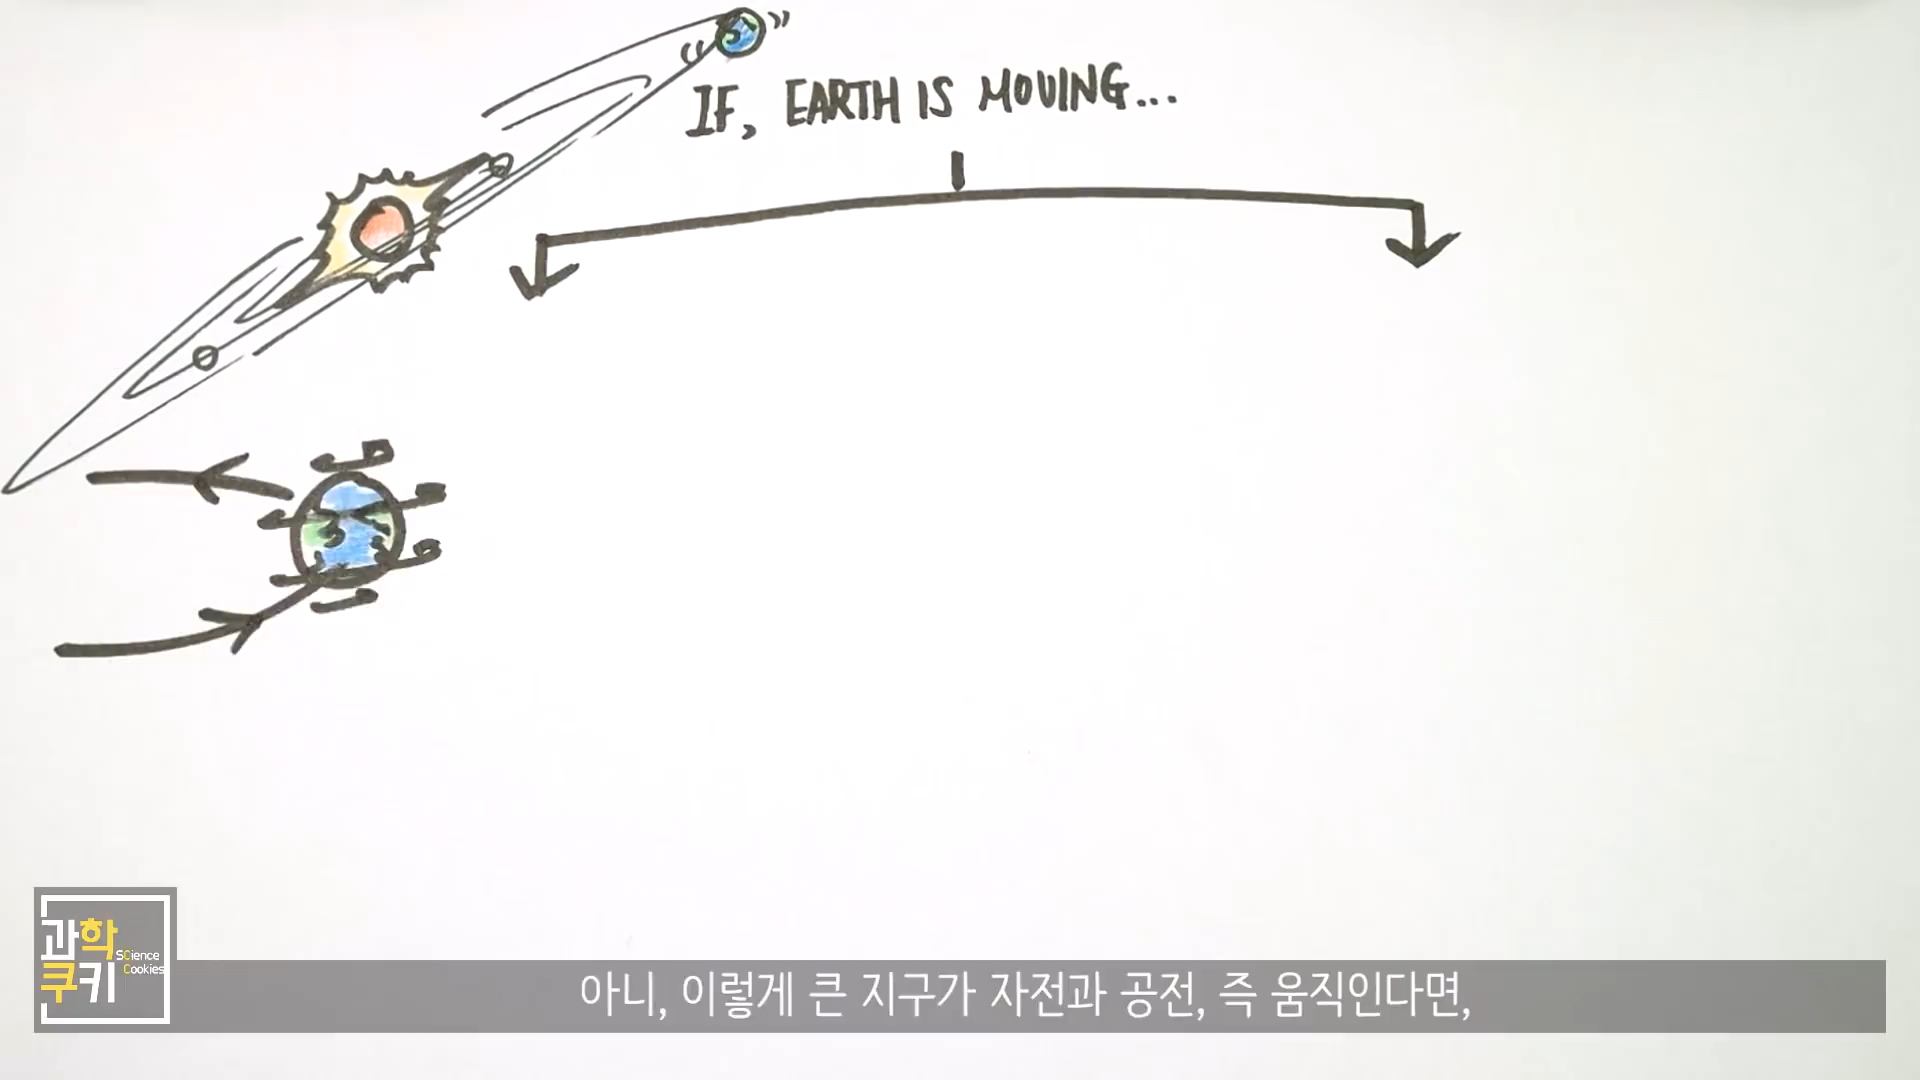 IF, EARTH IS MOVING...
과학
쿠키
Science
Cookies
아니, 이렇게 큰 지구가 자전과 공전, 즉 움직인다면,